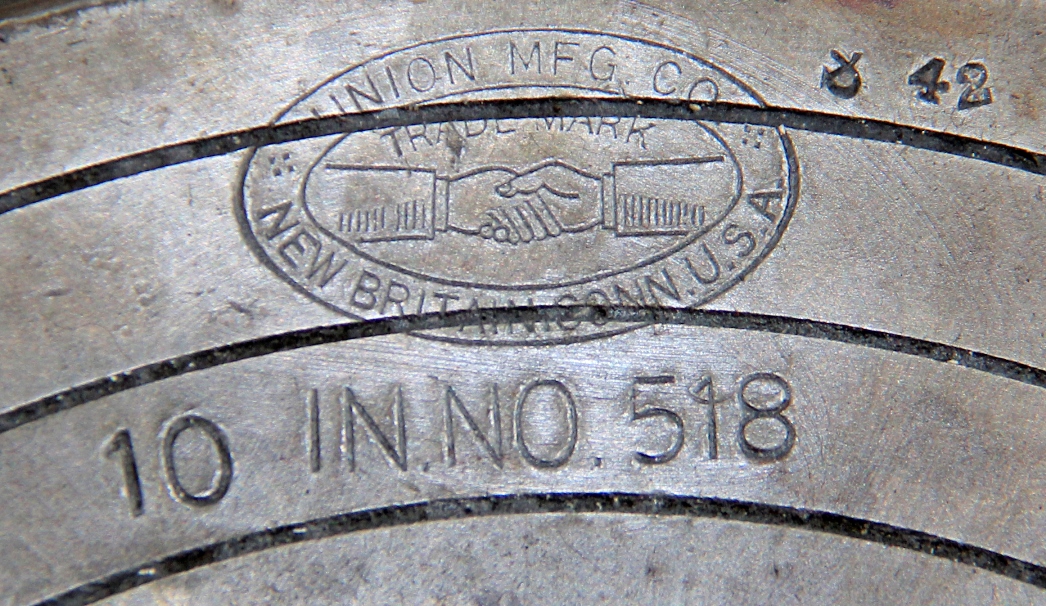 UNION MFG. CO
TRADE MARK
NEW BRITAIN. CONN. U.S.A.
42
10 IN. NO. 518